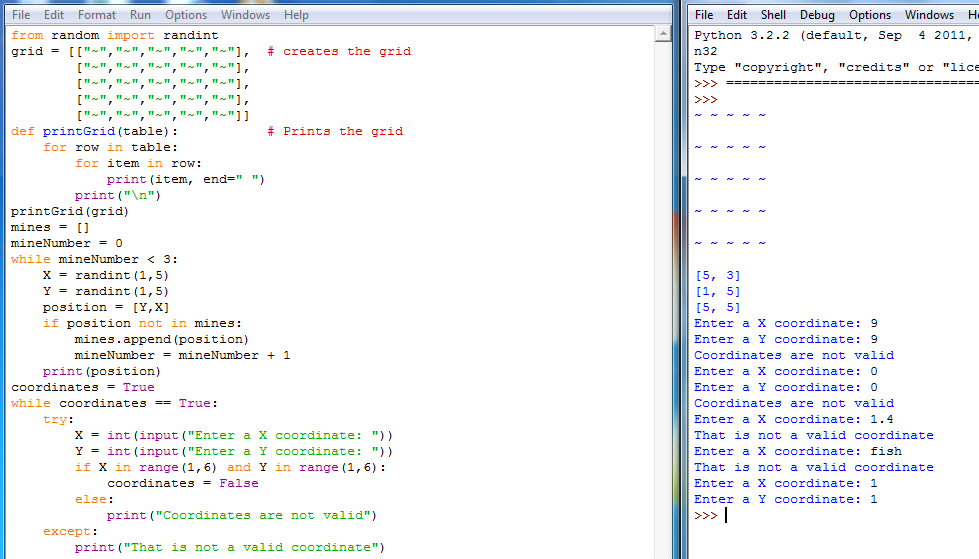 File Edit Format Run Options Windows Help
from random import randint
grid = [["~","~","~","~","~"],  # creates the grid
        ["~","~","~","~","~"],
        ["~","~","~","~","~"],
        ["~","~","~","~","~"],
        ["~","~","~","~","~"]]
def printGrid(table):           # Prints the grid
    for row in table:
        for item in row:
            print(item, end=" ")
        print("\n")
printGrid(grid)
mines = []
mineNumber = 0
while mineNumber < 3:
    X = randint(1,5)
    Y = randint(1,5)
    position = [Y,X]
    if position not in mines:
        mines.append(position)
        mineNumber = mineNumber + 1
    print(position)
coordinates = True
while coordinates == True:
    try:
        X = int(input("Enter a X coordinate: "))
        Y = int(input("Enter a Y coordinate: "))
        if X in range(1,6) and Y in range(1,6):
            coordinates = False
        else:
            print("Coordinates are not valid")
    except:
        print("That is not a valid coordinate")
File Edit Shell Debug Options Windows
Python 3.2.2 (default, Sep  4 2011,
n32
Type "copyright", "credits" or "lice
>>> ================================
>>>
~ ~ ~ ~ ~
~ ~ ~ ~ ~
~ ~ ~ ~ ~
~ ~ ~ ~ ~
~ ~ ~ ~ ~
[5, 3]
[1, 5]
[5, 5]
Enter a X coordinate: 9
Enter a Y coordinate: 9
Coordinates are not valid
Enter a X coordinate: 0
Enter a Y coordinate: 0
Coordinates are not valid
Enter a X coordinate: 1.4
That is not a valid coordinate
Enter a X coordinate: fish
That is not a valid coordinate
Enter a X coordinate: 1
Enter a Y coordinate: 1
>>>